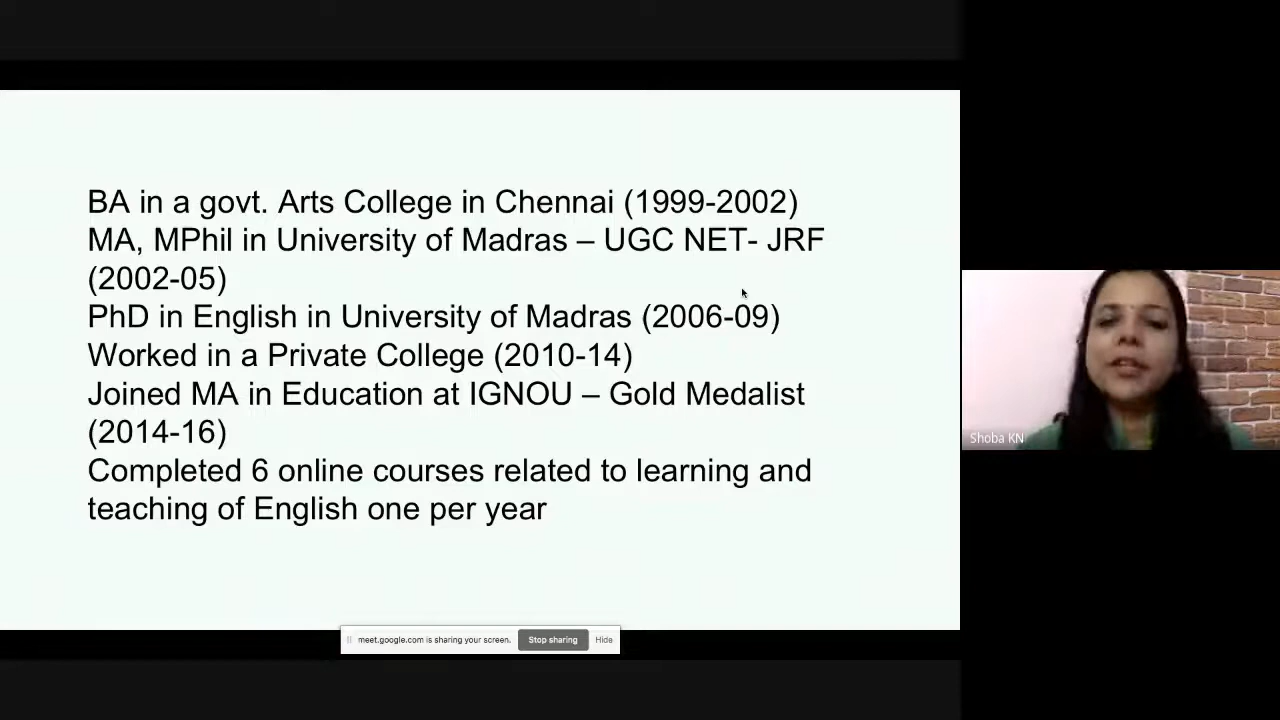 BA in a govt. Arts College in Chennai (1999-2002)
MA, MPhil in University of Madras – UGC NET- JRF
(2002-05)
PhD in English in University of Madras (2006-09)
Worked in a Private College (2010-14)
Joined MA in Education at IGNOU – Gold Medalist
(2014-16)
Completed 6 online courses related to learning and
teaching of English one per year
Shoba KN
meet.google.com is sharing your screen. Stop sharing Hide